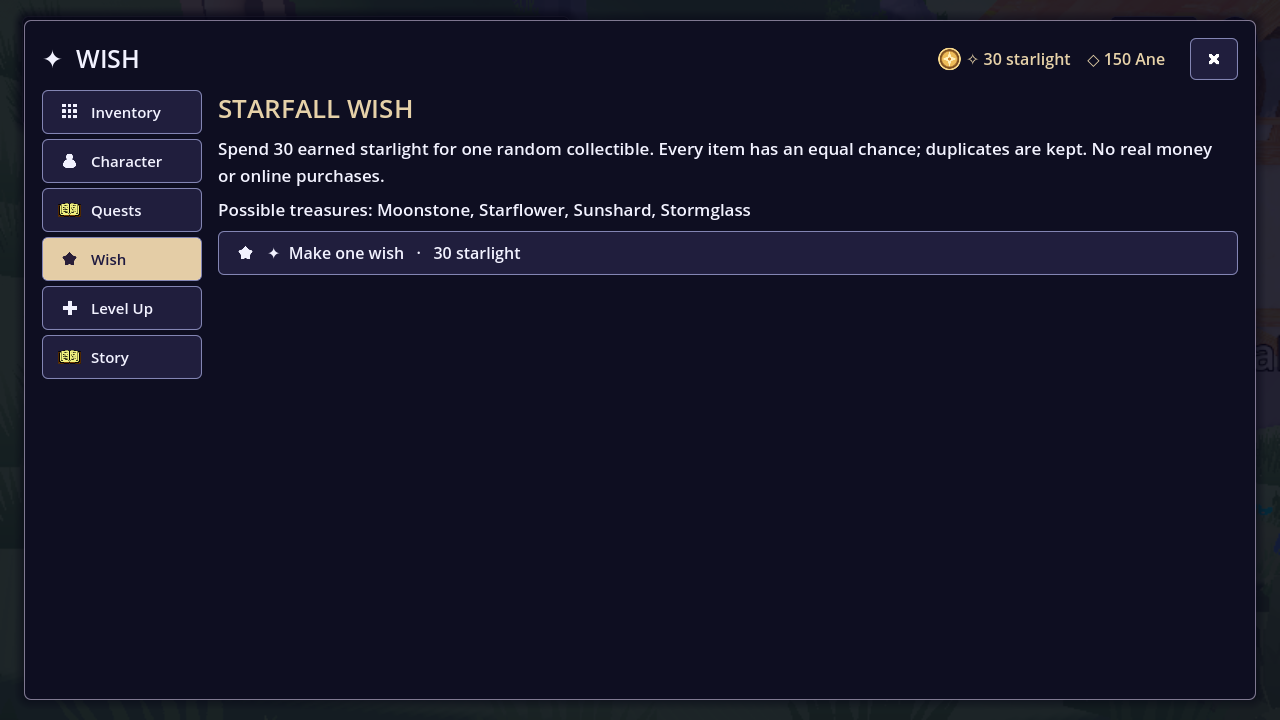 ✦ WISH
✧ 30 starlight ◇ 150 Ane
Inventory
Character
Quests
Wish
Level Up
Story
STARFALL WISH
Spend 30 earned starlight for one random collectible. Every item has an equal chance; duplicates are kept. No real money
or online purchases.
Possible treasures: Moonstone, Starflower, Sunshard, Stormglass
✦ Make one wish · 30 starlight